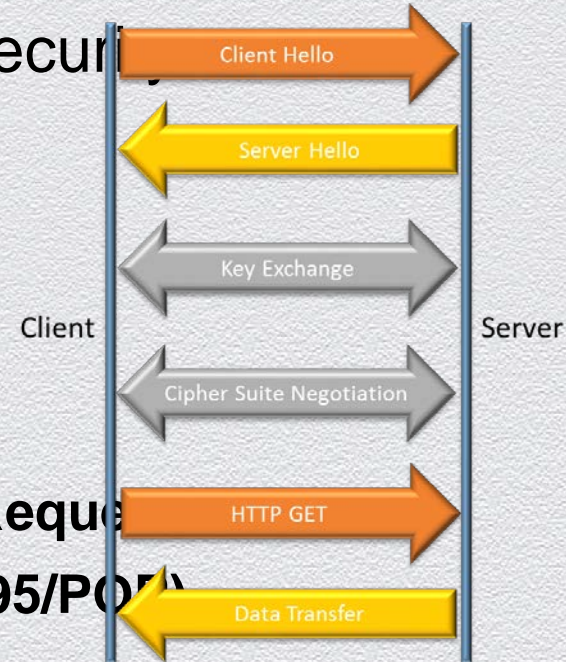 Client Hello
Server Hello
Key Exchange
Client
Server
Cipher Suite Negotiation
HTTP GET
Data Transfer